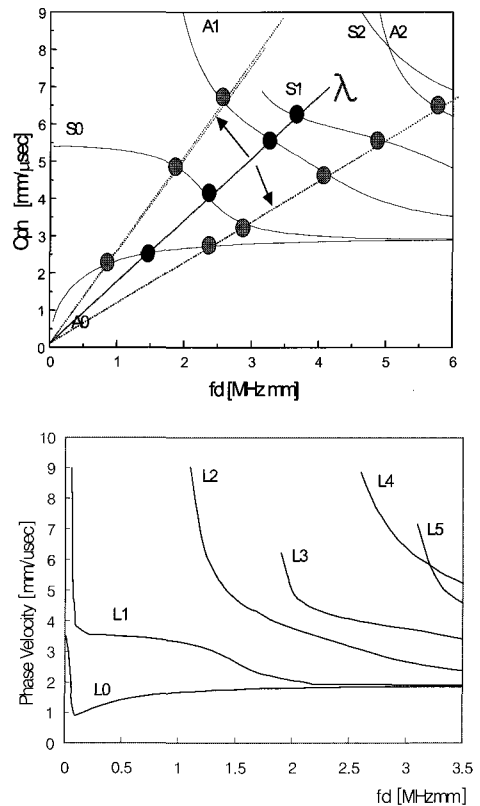 A1
S2
A2
S0
S1
λ
A0
Cph [mm/μsec]
9
8
7
6
5
4
3
2
1
0
0 1 2 3 4 5 6
fd [MHzmm]
L2
L4
L3
L5
L1
L0
Phase Velocity [mm/usec]
10
9
8
7
6
5
4
3
2
1
0
0 0.5 1 1.5 2 2.5 3 3.5
fd [MHzmm]